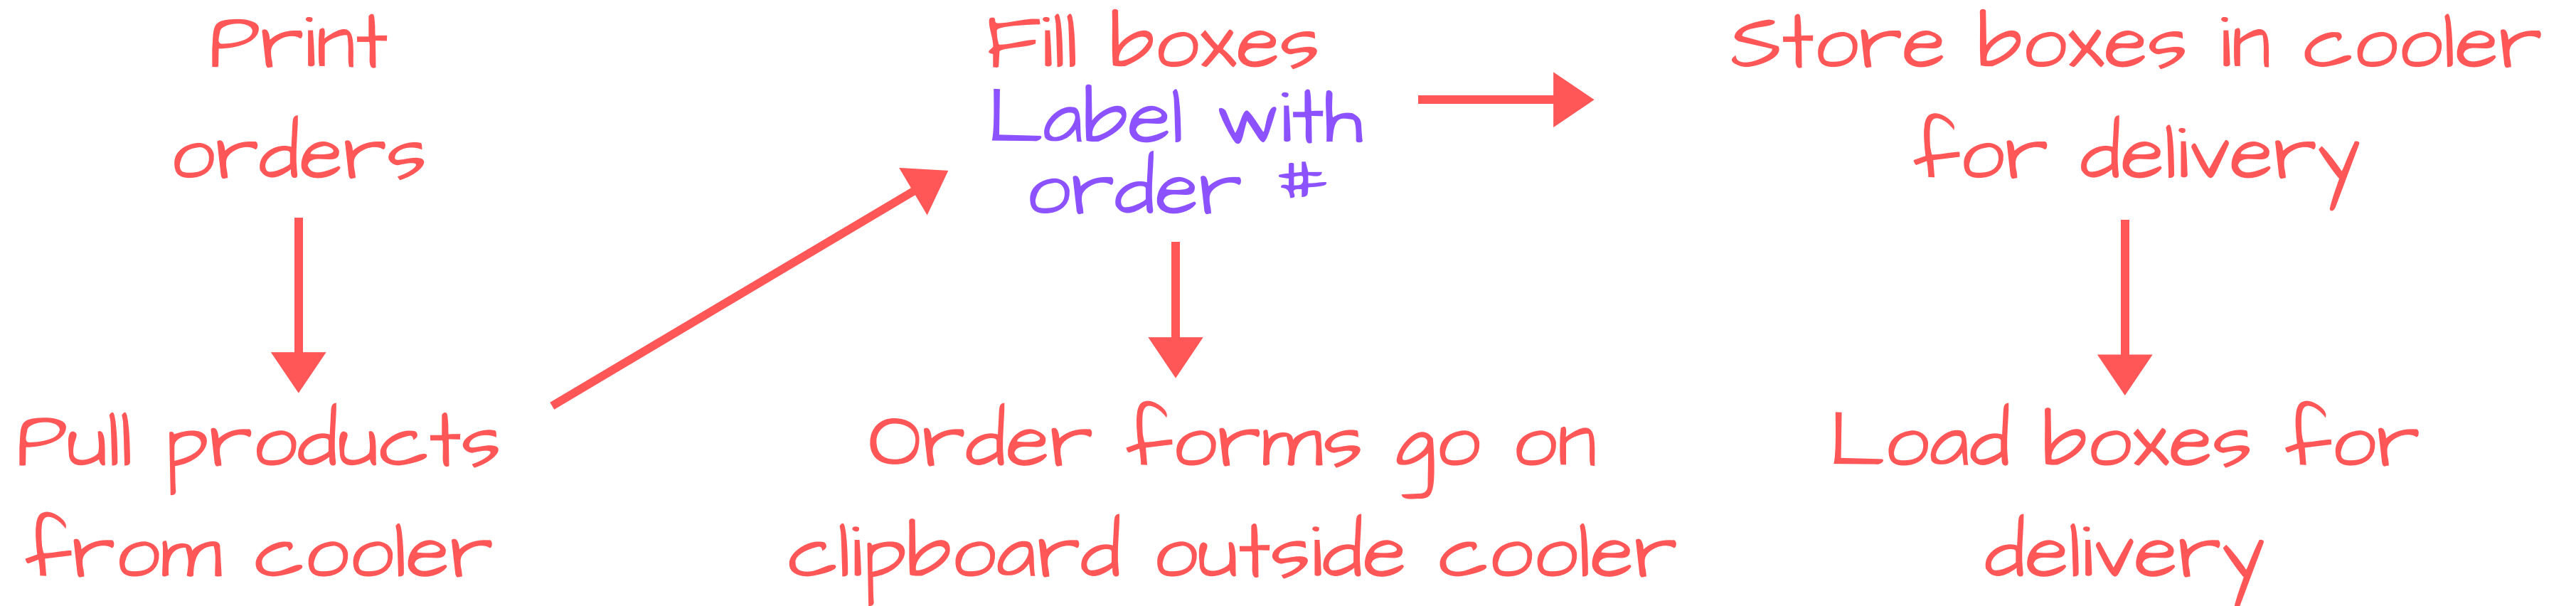 Print
orders
Pull products
from cooler
Fill boxes
Label with
order #
Order forms go on
clipboard outside cooler
Store boxes in cooler
for delivery
Load boxes for
delivery